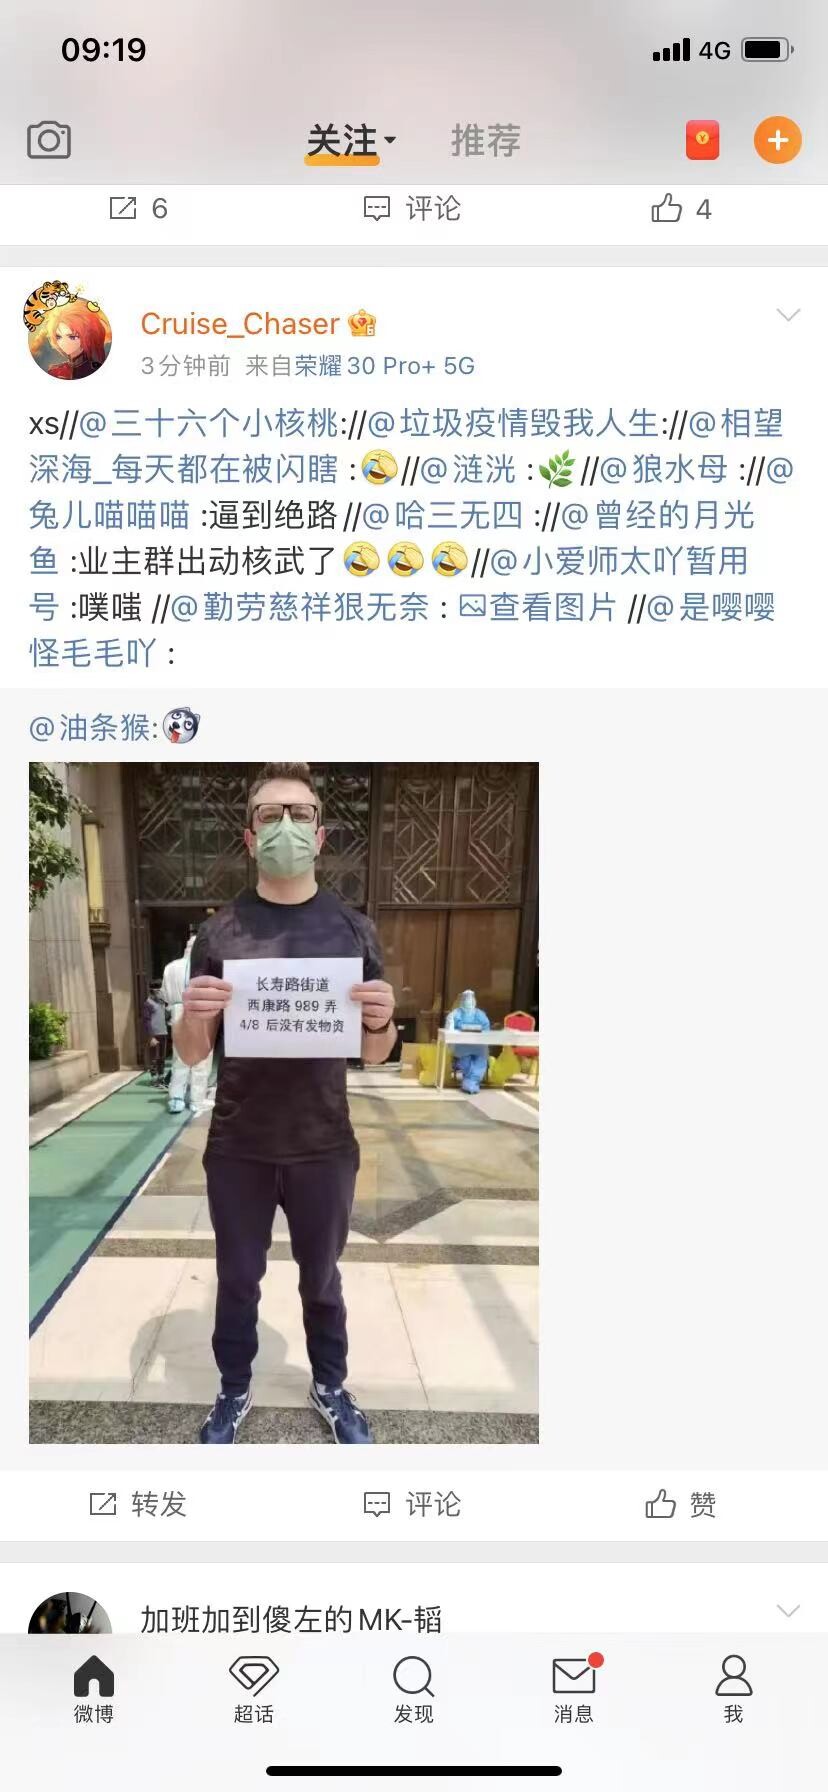 09:19
4G
关注
推荐
6
评论
4
Cruise_Chaser
3分钟前 来自荣耀30 Pro+ 5G
xs//@三十六个小核桃://@垃圾疫情毁我人生://@相望
深海_每天都在被闪瞎 ://@涟洸 ://@狼水母 ://@
兔儿喵喵喵 :逼到绝路//@哈三无四 ://@曾经的月光
鱼 :业主群出动核武了//@小爱师太吖暂用
号 :噗嗤 //@勤劳慈祥狠无奈 : 查看图片 //@是嘤嘤
怪毛毛吖 :
@油条猴:
长寿路街道
西康路 989 弄
4/8 后没有发物资
转发
评论
赞
加班加到傻左的MK-韬
微博
超话
发现
消息
我